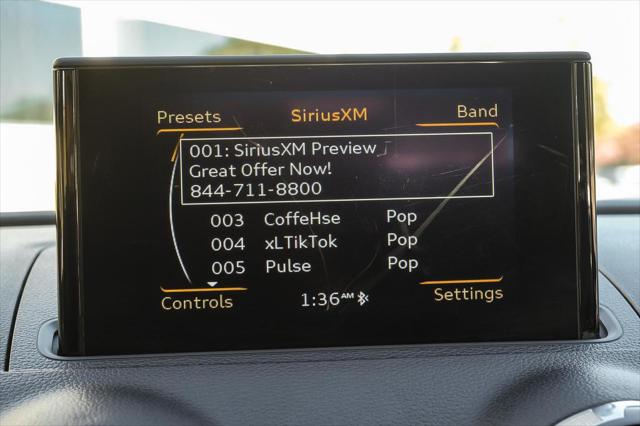 Presets SiriusXM Band
001: SiriusXM Preview
Great Offer Now!
844-711-8800
003 CoffeHse Pop
004 xLTikTok Pop
005 Pulse Pop
Controls 1:36AM Settings